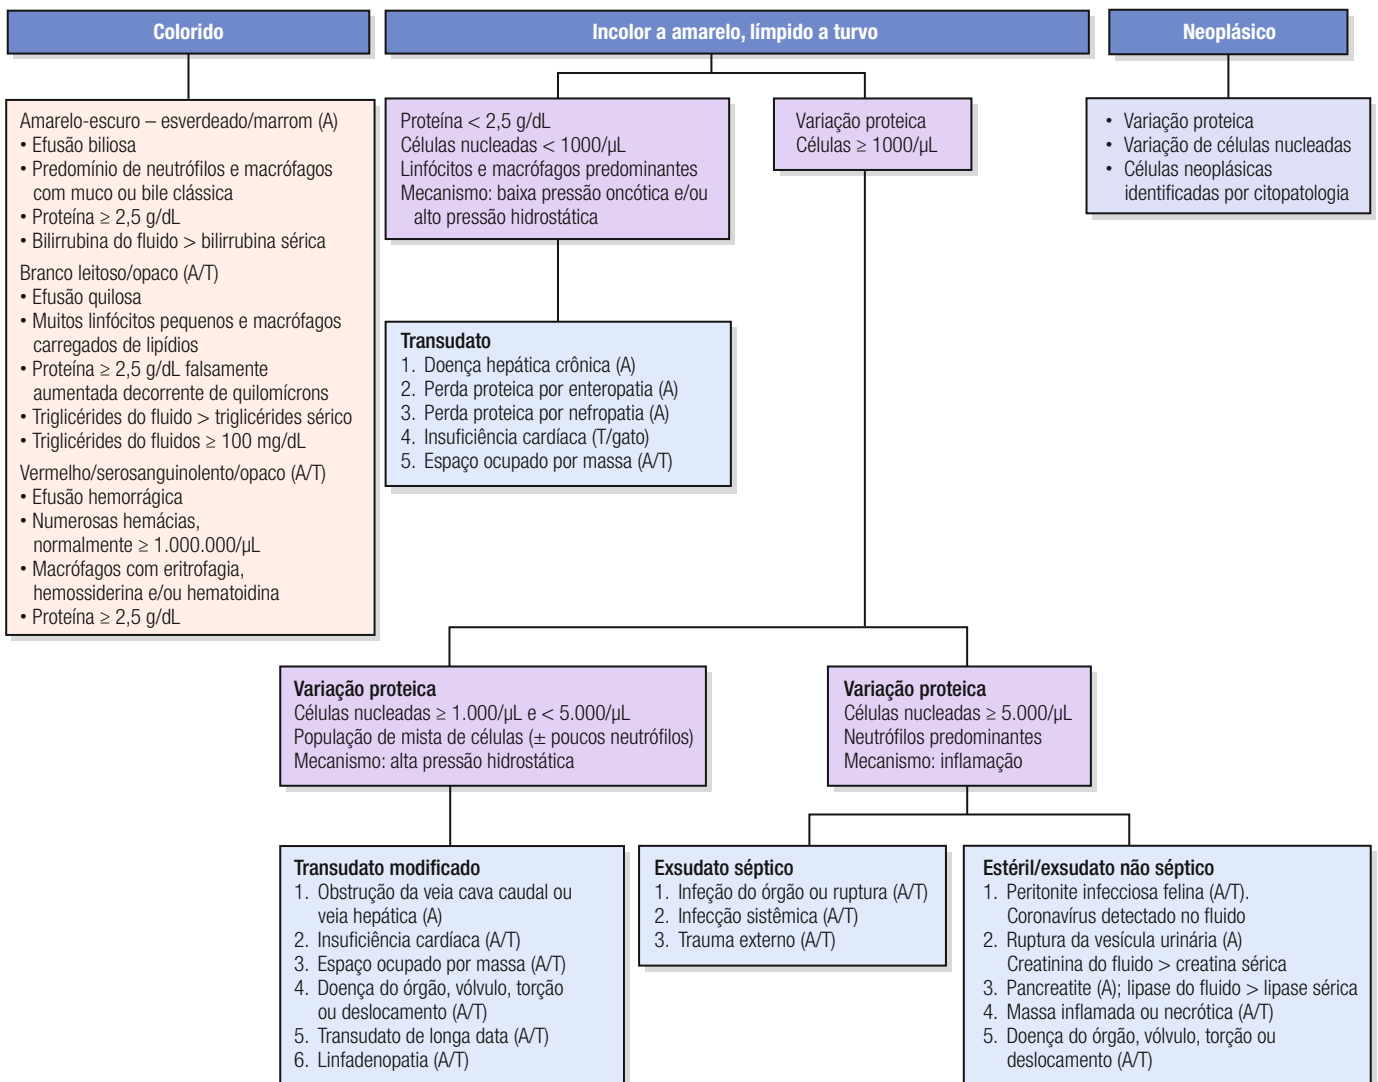 Colorido
Amarelo-escuro – esverdeado/marrom (A)
• Efusão biliosa
• Predomínio de neutrófilos e macrófagos
com muco ou bile clássica
• Proteína ≥ 2,5 g/dL
• Bilirrubina do fluido > bilirrubina sérica
Branco leitoso/opaco (A/T)
• Efusão quilosa
• Muitos linfócitos pequenos e macrófagos
carregados de lipídios
• Proteína ≥ 2,5 g/dL falsamente
aumentada decorrente de quilomícrons
• Triglicérides do fluido > triglicérides sérico
• Triglicérides do fluidos ≥ 100 mg/dL
Vermelho/serosanguinolento/opaco (A/T)
• Efusão hemorrágica
• Numerosas hemácias,
normalmente ≥ 1.000.000/µL
• Macrófagos com eritrofagia,
hemossiderina e/ou hematoidina
• Proteína ≥ 2,5 g/dL
Incolor a amarelo, límpido a turvo
Proteína < 2,5 g/dL
Células nucleadas < 1000/µL
Linfócitos e macrófagos predominantes
Mecanismo: baixa pressão oncótica e/ou
alto pressão hidrostática
Transudato
1. Doença hepática crônica (A)
2. Perda proteica por enteropatia (A)
3. Perda proteica por nefropatia (A)
4. Insuficiência cardíaca (T/gato)
5. Espaço ocupado por massa (A/T)
Variação proteica
Células ≥ 1000/µL
Variação proteica
Células nucleadas ≥ 1.000/µL e < 5.000/µL
População de mista de células (± poucos neutrófilos)
Mecanismo: alta pressão hidrostática
Transudato modificado
1. Obstrução da veia cava caudal ou
veia hepática (A)
2. Insuficiência cardíaca (A/T)
3. Espaço ocupado por massa (A/T)
4. Doença do órgão, vólvulo, torção
ou deslocamento (A/T)
5. Transudato de longa data (A/T)
6. Linfadenopatia (A/T)
Variação proteica
Células nucleadas ≥ 5.000/µL
Neutrófilos predominantes
Mecanismo: inflamação
Exsudato séptico
1. Infeção do órgão ou ruptura (A/T)
2. Infecção sistêmica (A/T)
3. Trauma externo (A/T)
Estéril/exsudato não séptico
1. Peritonite infecciosa felina (A/T).
Coronavírus detectado no fluido
2. Ruptura da vesícula urinária (A)
Creatinina do fluido > creatina sérica
3. Pancreatite (A); lipase do fluido > lipase sérica
4. Massa inflamada ou necrótica (A/T)
5. Doença do órgão, vólvulo, torção ou
deslocamento (A/T)
Neoplásico
• Variação proteica
• Variação de células nucleadas
• Células neoplásicas
identificadas por citopatologia